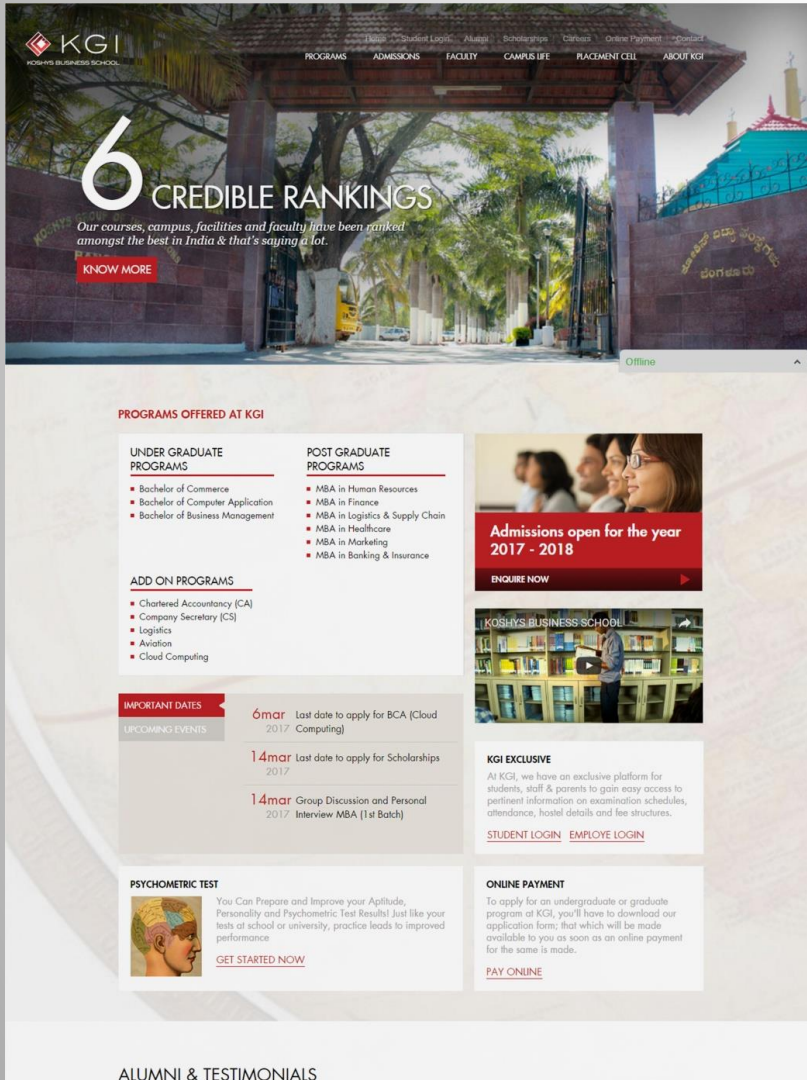 KGI
KOSHYS BUSINESS SCHOOL
Home Student Login Alumni Scholarships Careers Online Payment Contact
PROGRAMS ADMISSIONS FACULTY CAMPUS LIFE PLACEMENT CELL ABOUT KGI
6 CREDIBLE RANKINGS
KOSHYS GROUP OF
Our courses, campus, facilities and faculty have been ranked
amongst the best in India & that's saying a lot.
KNOW MORE
ಬೆಂಗಳೂರು
Offline
PROGRAMS OFFERED AT KGI
UNDER GRADUATE
PROGRAMS
Bachelor of Commerce
Bachelor of Computer Application
Bachelor of Business Management
POST GRADUATE
PROGRAMS
MBA in Human Resources
MBA in Finance
MBA in Logistics & Supply Chain
MBA in Healthcare
MBA in Marketing
MBA in Banking & Insurance
ADD ON PROGRAMS
Chartered Accountancy (CA)
Company Secretary (CS)
Logistics
Aviation
Cloud Computing
Admissions open for the year
2017 - 2018
ENQUIRE NOW
KOSHYS BUSINESS SCHOOL
IMPORTANT DATES
UPCOMING EVENTS
6mar Last date to apply for BCA (Cloud
2017 Computing)
14mar Last date to apply for Scholarships
2017
14mar Group Discussion and Personal
2017 Interview MBA (1st Batch)
KGI EXCLUSIVE
At KGI, we have an exclusive platform for
students, staff & parents to gain easy access to
pertinent information on examination schedules,
attendance, hostel details and fee structures.
STUDENT LOGIN EMPLOYE LOGIN
PSYCHOMETRIC TEST
You Can Prepare and Improve your Aptitude,
Personality and Psychometric Test Results! Just like your
tests at school or university, practice leads to improved
performance
GET STARTED NOW
ONLINE PAYMENT
To apply for an undergraduate or graduate
program at KGI, you'll have to download our
application form; that which will be made
available to you as soon as an online payment
for the same is made.
PAY ONLINE
ALUMNI & TESTIMONIALS